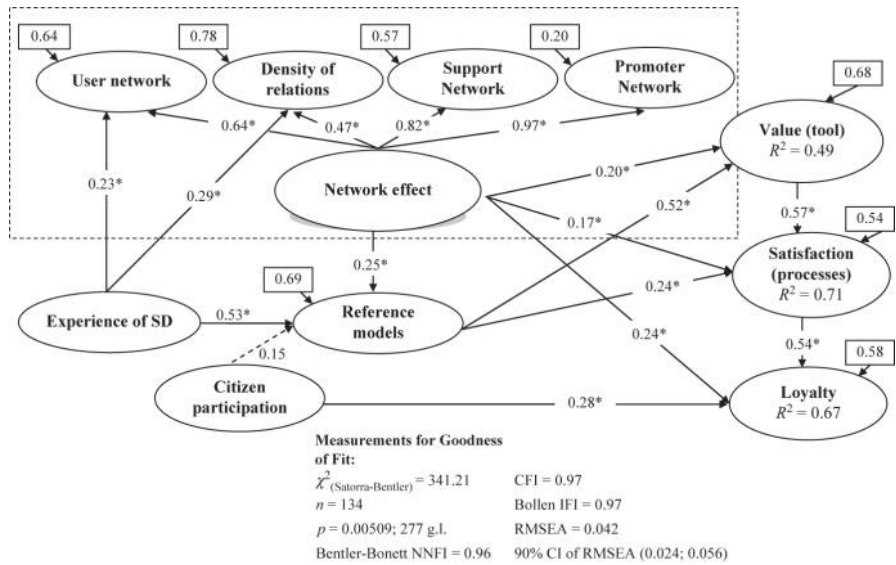 0.64
0.78
0.57
0.20
User network
Density of
relations
Support
Network
Promoter
Network
0.68
Value (tool)
R² = 0.49
0.64*
0.47*
0.82*
0.97*
0.23*
0.29*
Network effect
0.20*
0.52*
0.57*
0.17*
0.54
Satisfaction
(processes)
R² = 0.71
0.25*
0.69
0.24*
Experience of SD
0.53*
Reference
models
0.24*
0.54*
0.15
0.58
Citizen
participation
0.28*
Loyalty
R² = 0.67
Measurements for Goodness
of Fit:
χ²(Satorra-Bentler) = 341.21
CFI = 0.97
n = 134
Bollen IFI = 0.97
p = 0.00509; 277 g.l.
RMSEA = 0.042
Bentler-Bonett NNFI = 0.96
90% CI of RMSEA (0.024; 0.056)